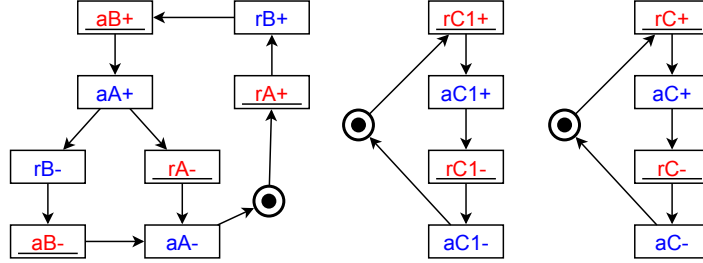 aB+
rB+
aA+
rA+
rB-
rA-
aB-
aA-
rC1+
aC1+
rC1-
aC1-
rC+
aC+
rC-
aC-